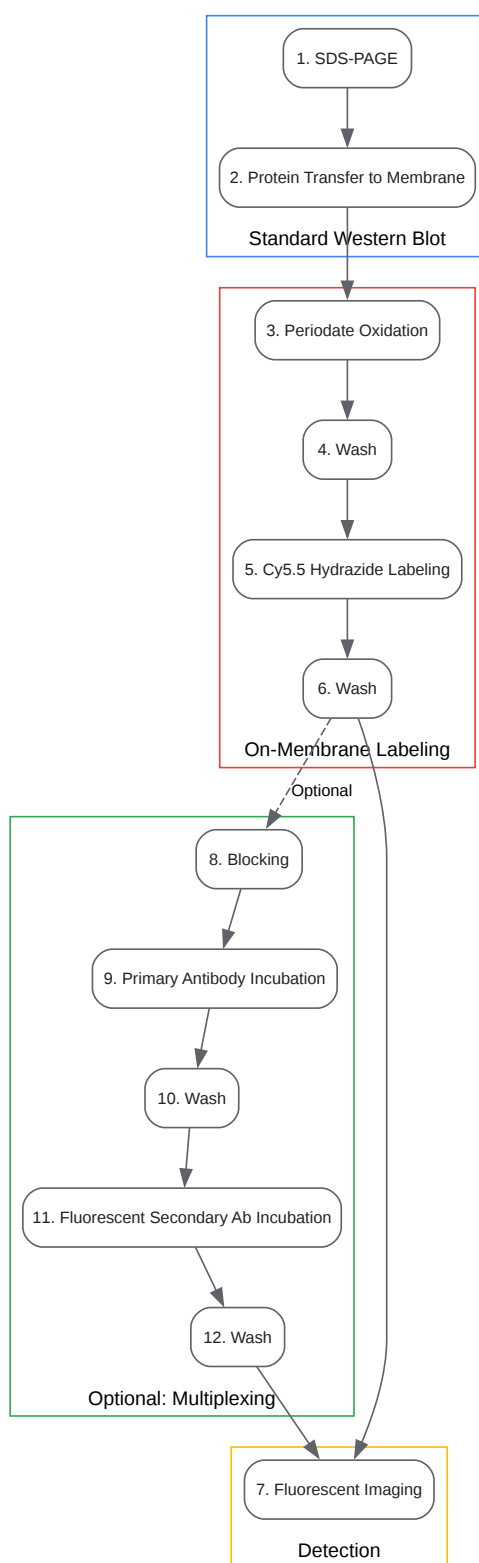 1. SDS-PAGE
2. Protein Transfer to Membrane
Standard Western Blot
3. Periodate Oxidation
4. Wash
5. Cy5.5 Hydrazide Labeling
6. Wash
On-Membrane Labeling
Optional
8. Blocking
9. Primary Antibody Incubation
10. Wash
11. Fluorescent Secondary Ab Incubation
12. Wash
Optional: Multiplexing
7. Fluorescent Imaging
Detection